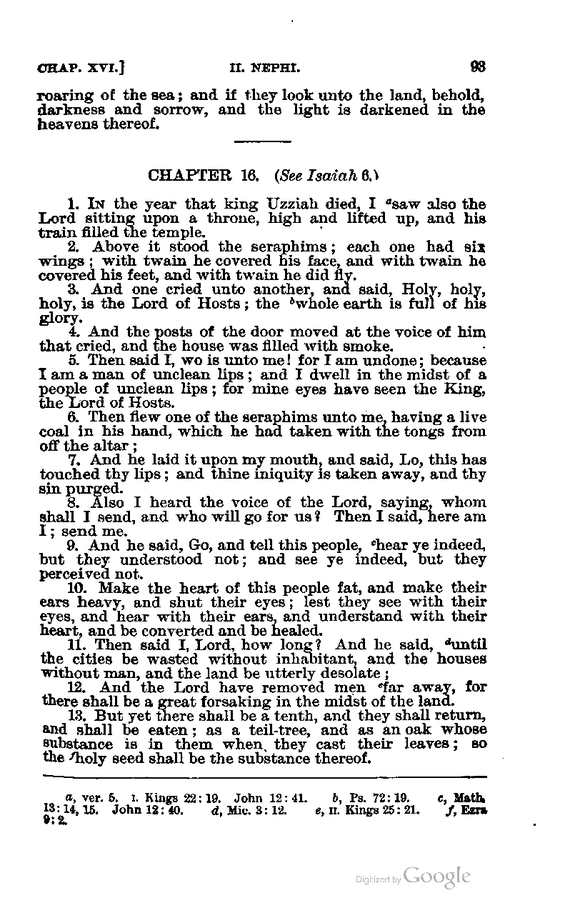 CHAP. XVI.] II. NEPHI. 93
roaring of the sea; and if they look unto the land, behold,
darkness and sorrow, and the light is darkened in the
heavens thereof.
CHAPTER 16. (See Isaiah 6.)
1. IN the year that king Uzziah died, I ᵃsaw also the
Lord sitting upon a throne, high and lifted up, and his
train filled the temple.
2. Above it stood the seraphims; each one had six
wings; with twain he covered his face, and with twain he
covered his feet, and with twain he did fly.
3. And one cried unto another, and said, Holy, holy,
holy, is the Lord of Hosts; the ᵇwhole earth is full of his
glory.
4. And the posts of the door moved at the voice of him
that cried, and the house was filled with smoke.
5. Then said I, wo is unto me! for I am undone; because
I am a man of unclean lips; and I dwell in the midst of a
people of unclean lips; for mine eyes have seen the King,
the Lord of Hosts.
6. Then flew one of the seraphims unto me, having a live
coal in his hand, which he had taken with the tongs from
off the altar;
7. And he laid it upon my mouth, and said, Lo, this has
touched thy lips; and thine iniquity is taken away, and thy
sin purged.
8. Also I heard the voice of the Lord, saying, whom
shall I send, and who will go for us? Then I said, here am
I; send me.
9. And he said, Go, and tell this people, ᶜhear ye indeed,
but they understood not; and see ye indeed, but they
perceived not.
10. Make the heart of this people fat, and make their
ears heavy, and shut their eyes; lest they see with their
eyes, and hear with their ears, and understand with their
heart, and be converted and be healed.
11. Then said I, Lord, how long? And he said, ᵈuntil
the cities be wasted without inhabitant, and the houses
without man, and the land be utterly desolate;
12. And the Lord have removed men ᵉfar away, for
there shall be a great forsaking in the midst of the land.
13. But yet there shall be a tenth, and they shall return,
and shall be eaten; as a teil-tree, and as an oak whose
substance is in them when they cast their leaves; so
the ᶠholy seed shall be the substance thereof.
a, ver. 5. I. Kings 22:19. John 12:41. b, Ps. 72:19. c, Math.
13:14, 15. John 12:40. d, Mic. 3:12. e, II. Kings 25:21. f, Ezra
9:2.
Digitized by Google